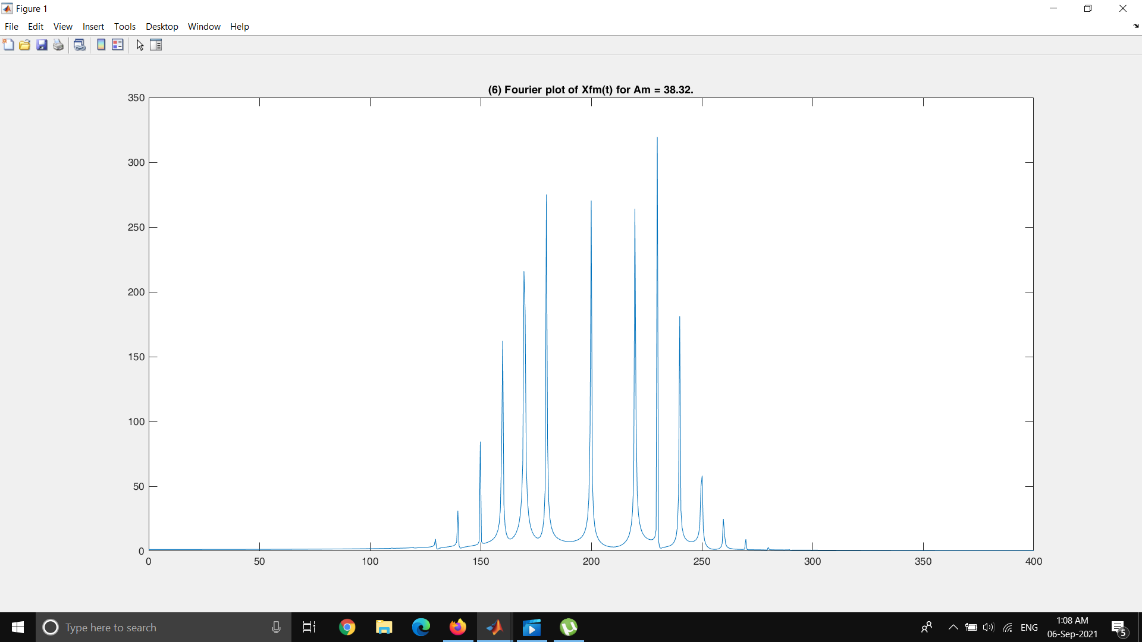 Figure 1
File Edit View Insert Tools Desktop Window Help
(6) Fourier plot of Xfm(t) for Am = 38.32.
350
300
250
200
150
100
50
0
0 50 100 150 200 250 300 350 400
Type here to search
ENG
1:08 AM
06-Sep-2021
5